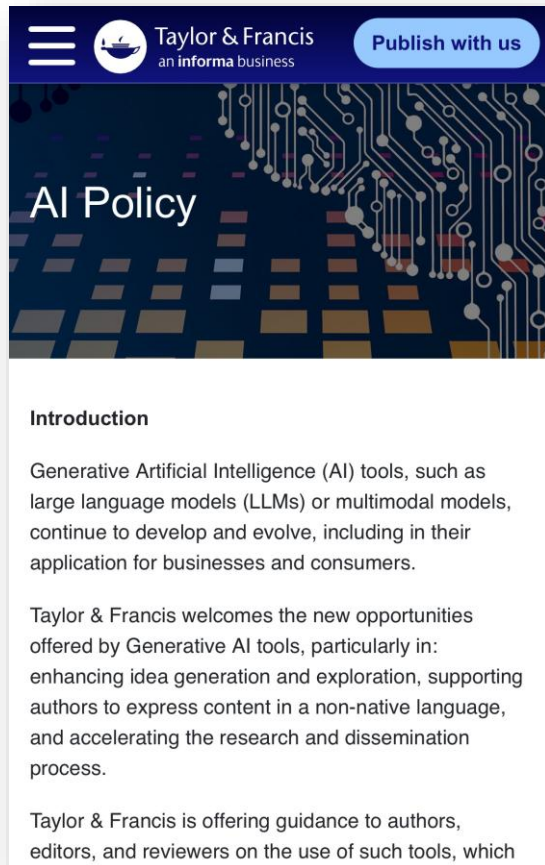 Taylor & Francis
an informa business
Publish with us
AI Policy
Introduction
Generative Artificial Intelligence (AI) tools, such as
large language models (LLMs) or multimodal models,
continue to develop and evolve, including in their
application for businesses and consumers.
Taylor & Francis welcomes the new opportunities
offered by Generative AI tools, particularly in:
enhancing idea generation and exploration, supporting
authors to express content in a non-native language,
and accelerating the research and dissemination
process.
Taylor & Francis is offering guidance to authors,
editors, and reviewers on the use of such tools, which